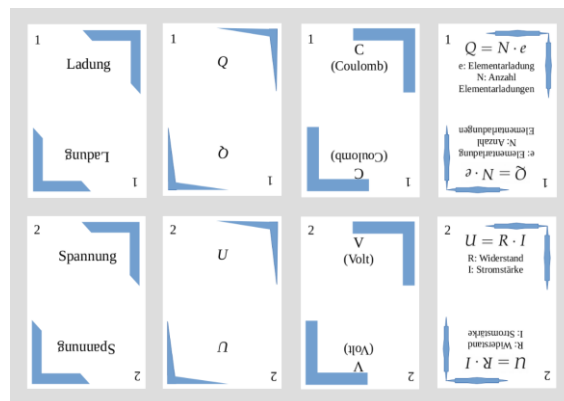 1
Ladung
Ladung
1
1
Q
Q
1
1
C
(Coulomb)
C
(Coulomb)
1
1
Q = N · e
e: Elementarladung
N: Anzahl
Elementarladungen
Q = N · e
e: Elementarladung
N: Anzahl
Elementarladungen
1
2
Spannung
Spannung
2
2
U
U
2
2
V
(Volt)
V
(Volt)
2
2
U = R · I
R: Widerstand
I: Stromstärke
U = R · I
R: Widerstand
I: Stromstärke
2